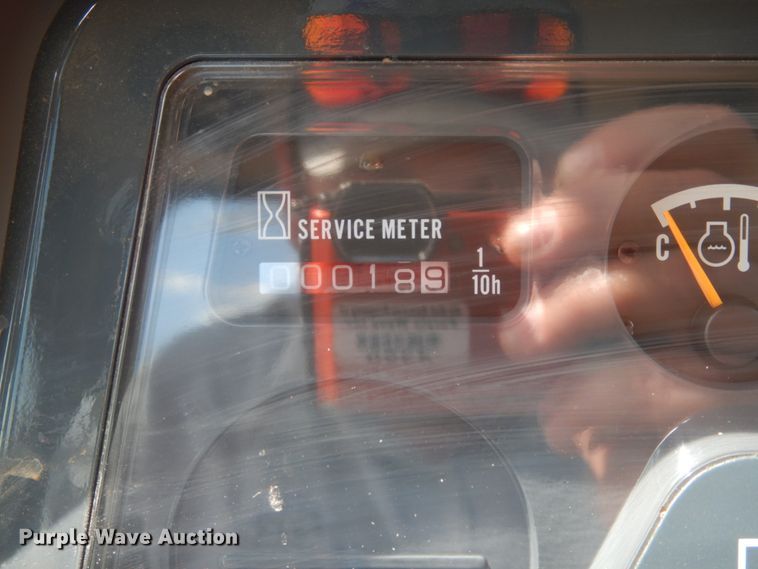 SERVICE METER
000189
1
10h
C
Purple Wave Auction